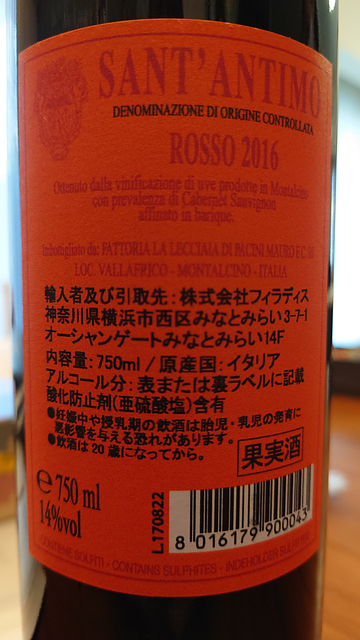 SANT'ANTIMO
DENOMINAZIONE DI ORIGINE CONTROLLATA
ROSSO 2016
Ottenuto dalla vinificazione di uve prodotte in Montalcino
con prevalenza di Cabernet Sauvignon
affinato in barique.
Imbottigliato da: FATTORIA LA LECCIAIA DI PACINI MAURO F.C.
LOC. VALLAFRICO - MONTALCINO - ITALIA
輸入者及び引取先:株式会社フィラディス
神奈川県横浜市西区みなとみらい3-7-1
オーシャンゲートみなとみらい14F
内容量:750ml / 原産国:イタリア
アルコール分:表または裏ラベルに記載
酸化防止剤(亜硫酸塩)含有
●妊娠中や授乳期の飲酒は胎児・乳児の発育に
悪影響を与える恐れがあります。
●飲酒は20歳になってから。
果実酒
e 750 ml
14%vol
L170822
8 016179 900043
CONTIENE SOLFITI - CONTAINS SULPHITES - INDEHOLDER